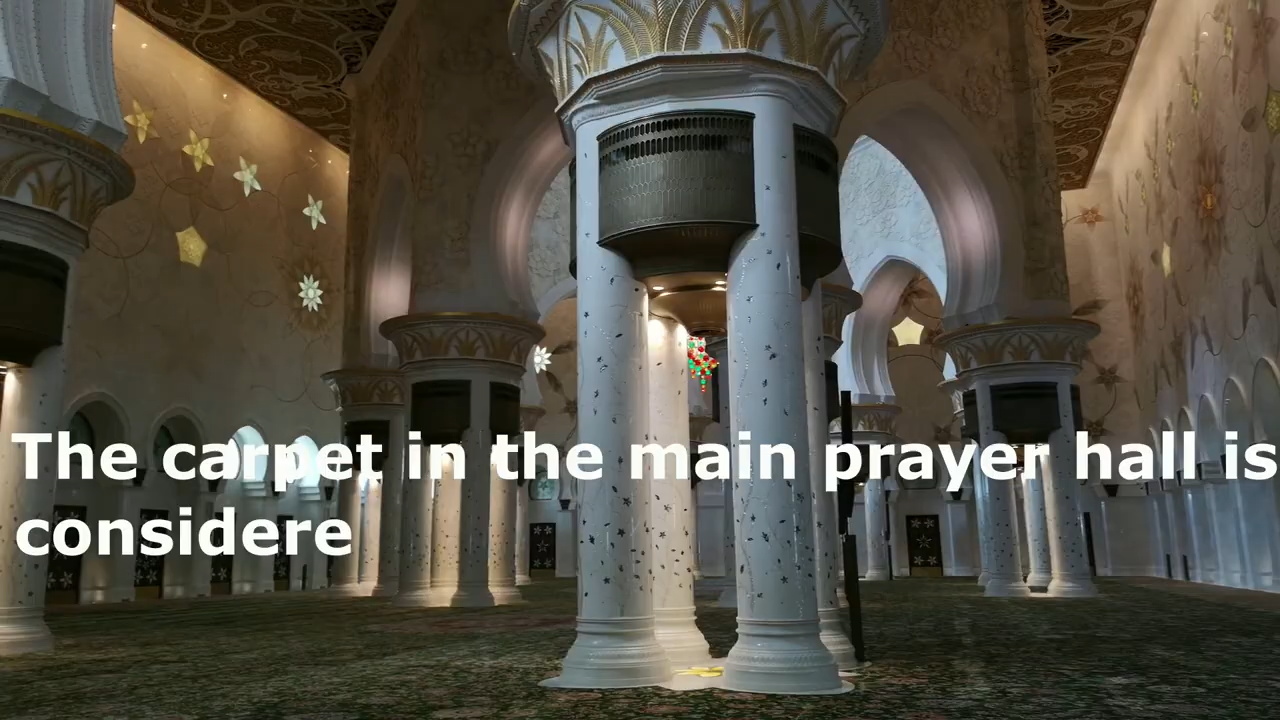 The carpet in the main prayer hall is
considere